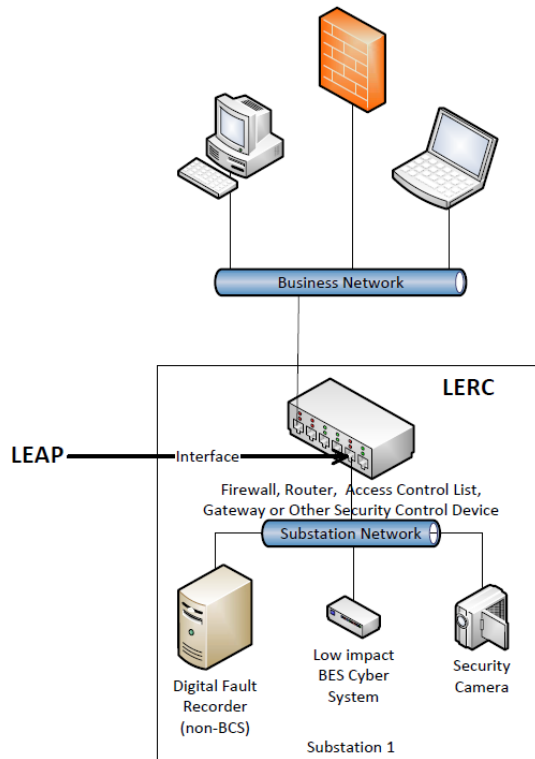 Business Network
LERC
LEAP
Interface
Firewall, Router, Access Control List,
Gateway or Other Security Control Device
Substation Network
Digital Fault
Recorder
(non-BCS)
Low impact
BES Cyber
System
Security
Camera
Substation 1